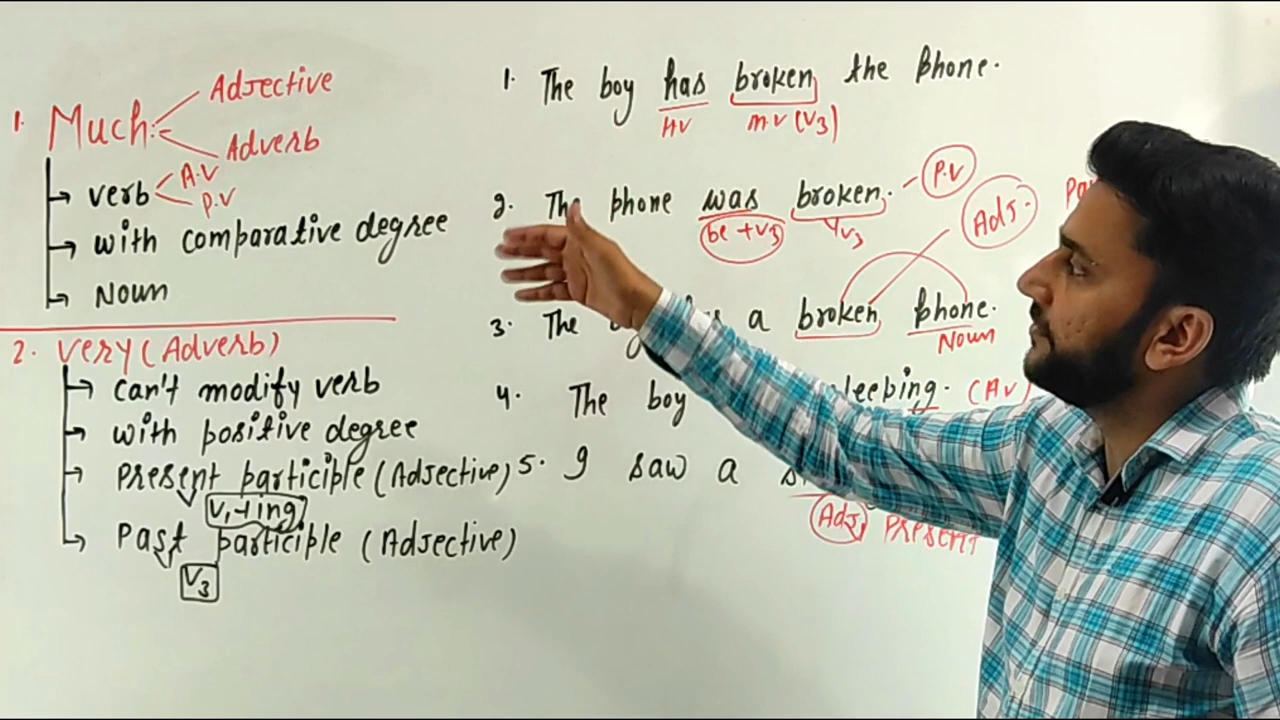 1. Much
Adjective
Adverb
verb
A.V
P.V
with comparative degree
Noun
2. very (Adverb)
can't modify verb
with positive degree
Present participle (Adjective)
V1 + ing
Past participle (Adjective)
V3
1. The boy has broken the Phone.
HV
M.V (V3)
2. The phone was broken.
P.V
be + V3
V3
Adj.
3. The a broken Phone.
Noun
4. The boy sleeping. (AV)
5. I saw a
Adj, Present